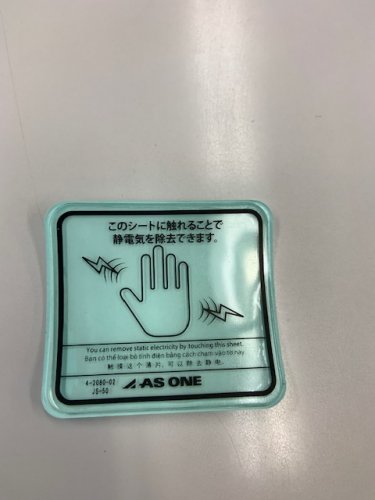 このシートに触れることで
静電気を除去できます。
You can remove static electricity by touching this sheet.
Bạn có thể loại bỏ tĩnh điện bằng cách chạm vào tờ này
触摸这个薄片,可以除去静电.
4-2080-02
JS-50
AS ONE